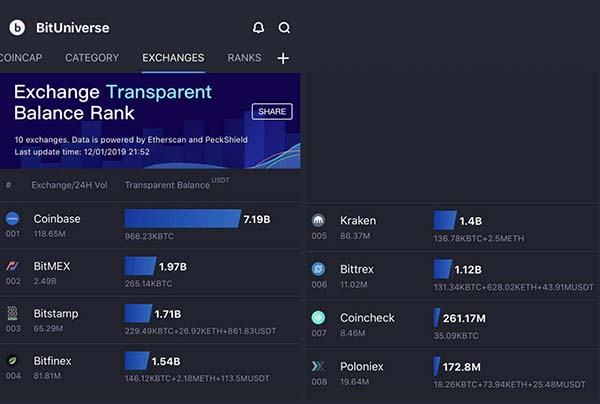 BitUniverse
COINCAP CATEGORY EXCHANGES RANKS +
Exchange Transparent
Balance Rank
SHARE
10 exchanges. Data is powered by Etherscan and PeckShield
Last update time: 12/01/2019 21:52
# Exchange/24H Vol Transparent Balance USDT
Coinbase 7.19B
001 118.65M 966.23KBTC
BitMEX 1.97B
002 2.49B 265.14KBTC
Bitstamp 1.71B
003 65.29M 229.49KBTC+26.92KETH+861.83USDT
Bitfinex 1.54B
004 81.81M 146.12KBTC+2.18METH+113.5MUSDT
Kraken 1.4B
005 86.37M 136.78KBTC+2.5METH
Bittrex 1.12B
006 11.02M 131.34KBTC+628.02KETH+43.91MUSDT
Coincheck 261.17M
007 8.46M 35.09KBTC
Poloniex 172.8M
008 19.64M 18.26KBTC+73.94KETH+25.48MUSDT